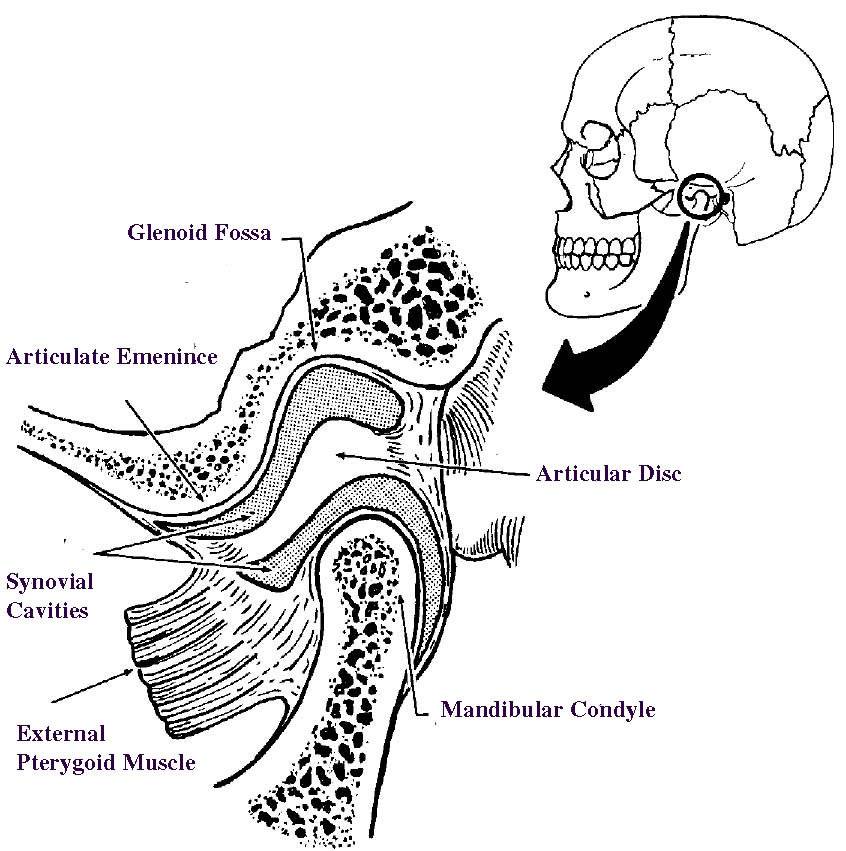 Glenoid Fossa
Articulate Emenince
Articular Disc
Synovial
Cavities
Mandibular Condyle
External
Pterygoid Muscle